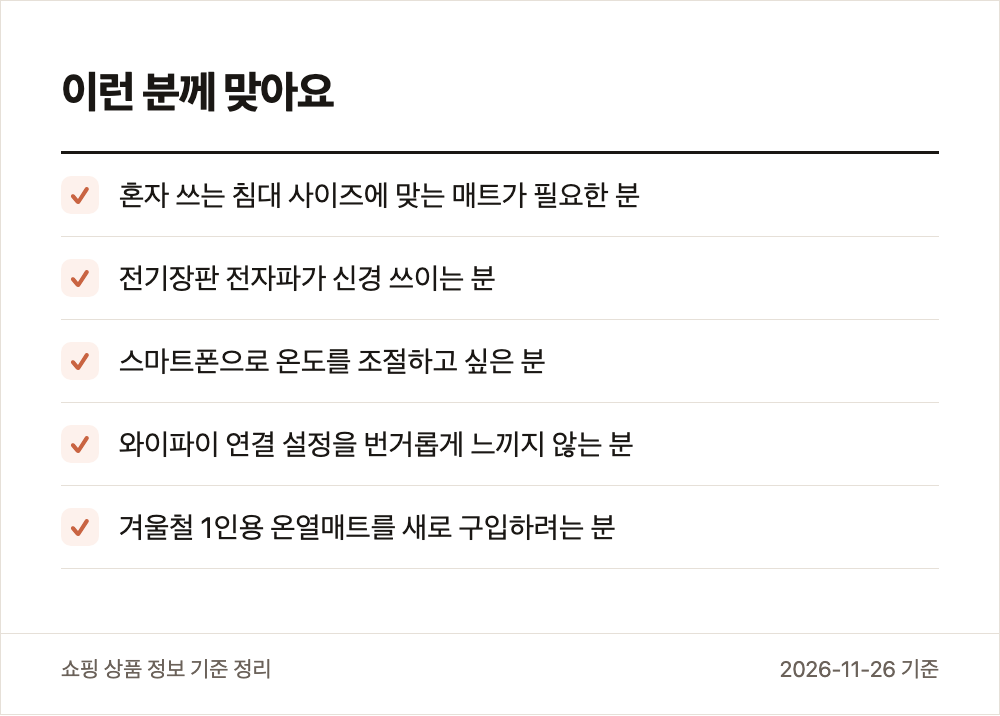 이런 분께 맞아요
혼자 쓰는 침대 사이즈에 맞는 매트가 필요한 분
전기장판 전자파가 신경 쓰이는 분
스마트폰으로 온도를 조절하고 싶은 분
와이파이 연결 설정을 번거롭게 느끼지 않는 분
겨울철 1인용 온열매트를 새로 구입하려는 분
쇼핑 상품 정보 기준 정리
2026-11-26 기준